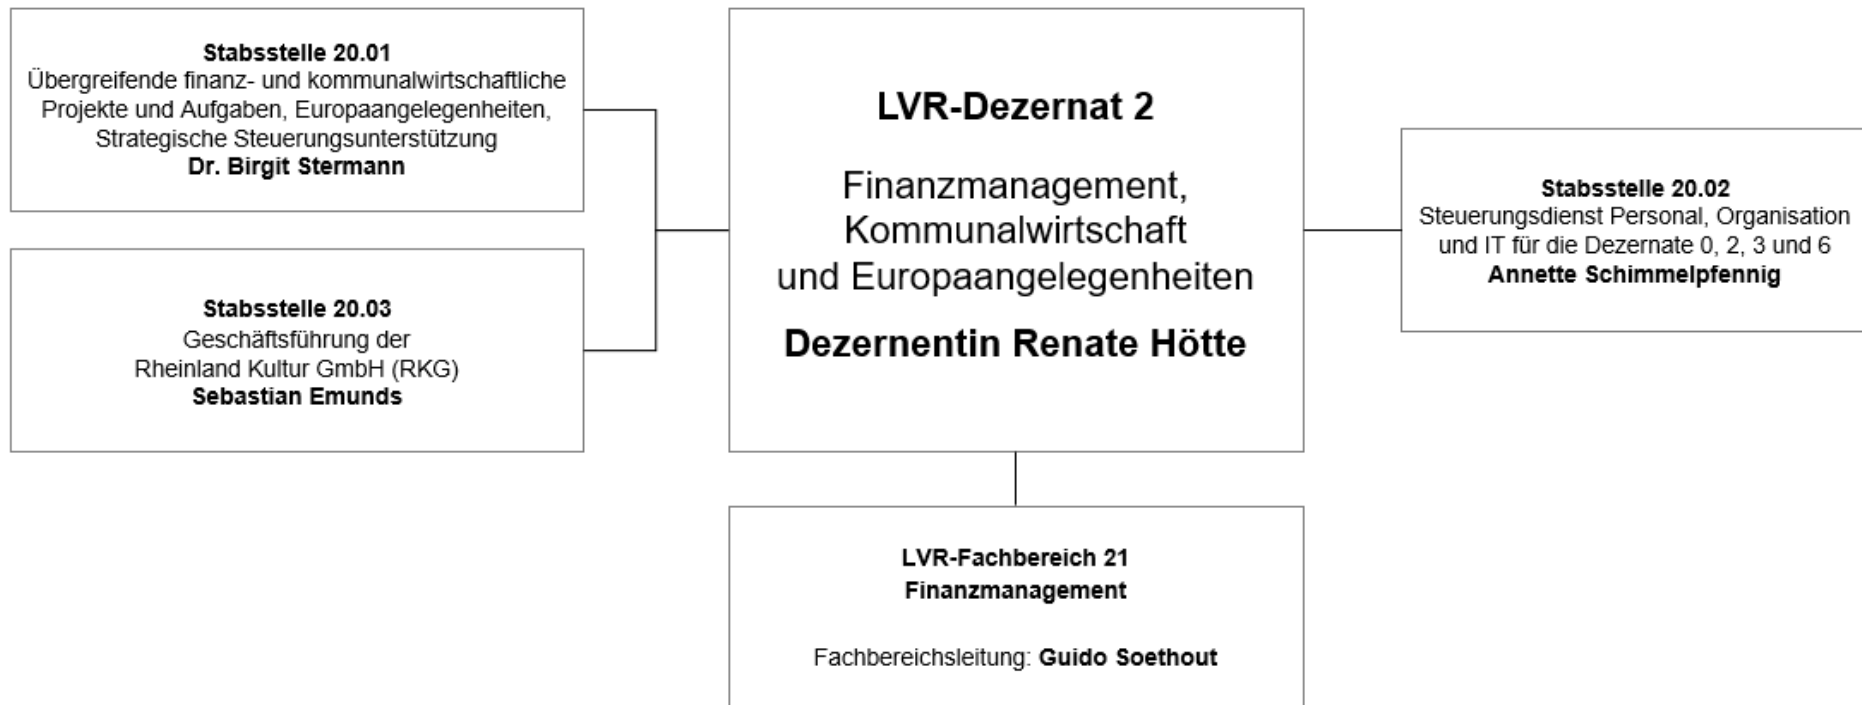 Stabsstelle 20.01
Übergreifende finanz- und kommunalwirtschaftliche
Projekte und Aufgaben, Europaangelegenheiten,
Strategische Steuerungsunterstützung
Dr. Birgit Stermann
Stabsstelle 20.03
Geschäftsführung der
Rheinland Kultur GmbH (RKG)
Sebastian Emunds
LVR-Dezernat 2
Finanzmanagement,
Kommunalwirtschaft
und Europaangelegenheiten
Dezernentin Renate Hötte
Stabsstelle 20.02
Steuerungsdienst Personal, Organisation
und IT für die Dezernate 0, 2, 3 und 6
Annette Schimmelpfennig
LVR-Fachbereich 21
Finanzmanagement
Fachbereichsleitung: Guido Soethout